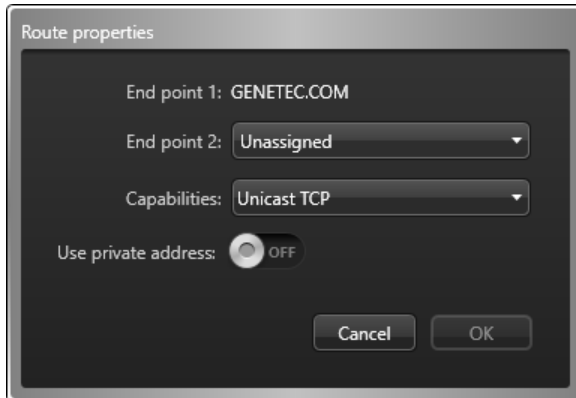 Route properties
End point 1: GENETEC.COM
End point 2: Unassigned
Capabilities: Unicast TCP
Use private address: OFF
Cancel OK